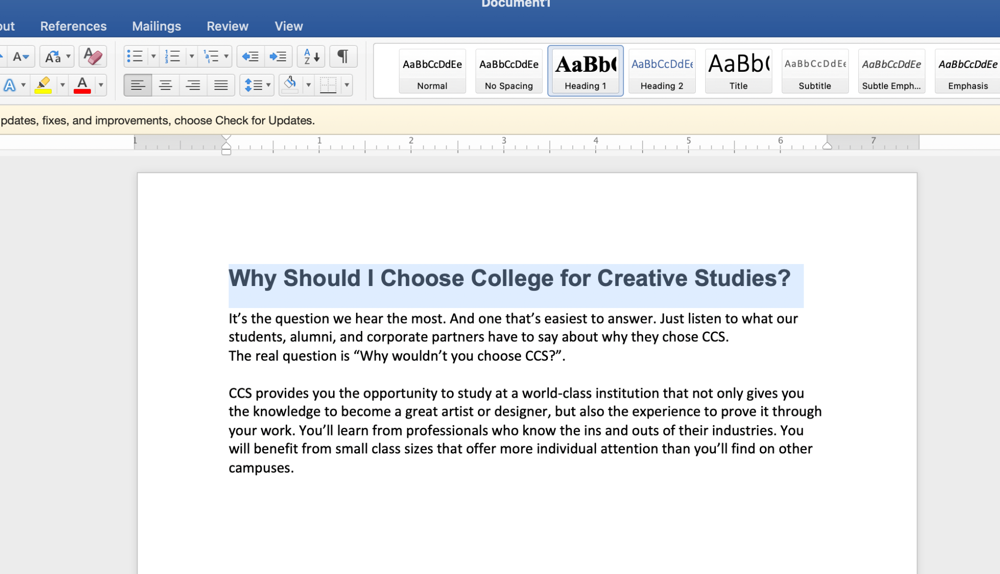 Document1
out References Mailings Review View
AaBbCcDdEe AaBbCcDdEe AaBb( AaBbCcDdEe AaBb( AaBbCcDdEe AaBbCcDdEe AaBbCcDdEe
Normal No Spacing Heading 1 Heading 2 Title Subtitle Subtle Emph... Emphasis
pdates, fixes, and improvements, choose Check for Updates.
1 1 2 3 4 5 6 7
Why Should I Choose College for Creative Studies?
It’s the question we hear the most. And one that’s easiest to answer. Just listen to what our
students, alumni, and corporate partners have to say about why they chose CCS.
The real question is “Why wouldn’t you choose CCS?”.
CCS provides you the opportunity to study at a world-class institution that not only gives you
the knowledge to become a great artist or designer, but also the experience to prove it through
your work. You’ll learn from professionals who know the ins and outs of their industries. You
will benefit from small class sizes that offer more individual attention than you’ll find on other
campuses.